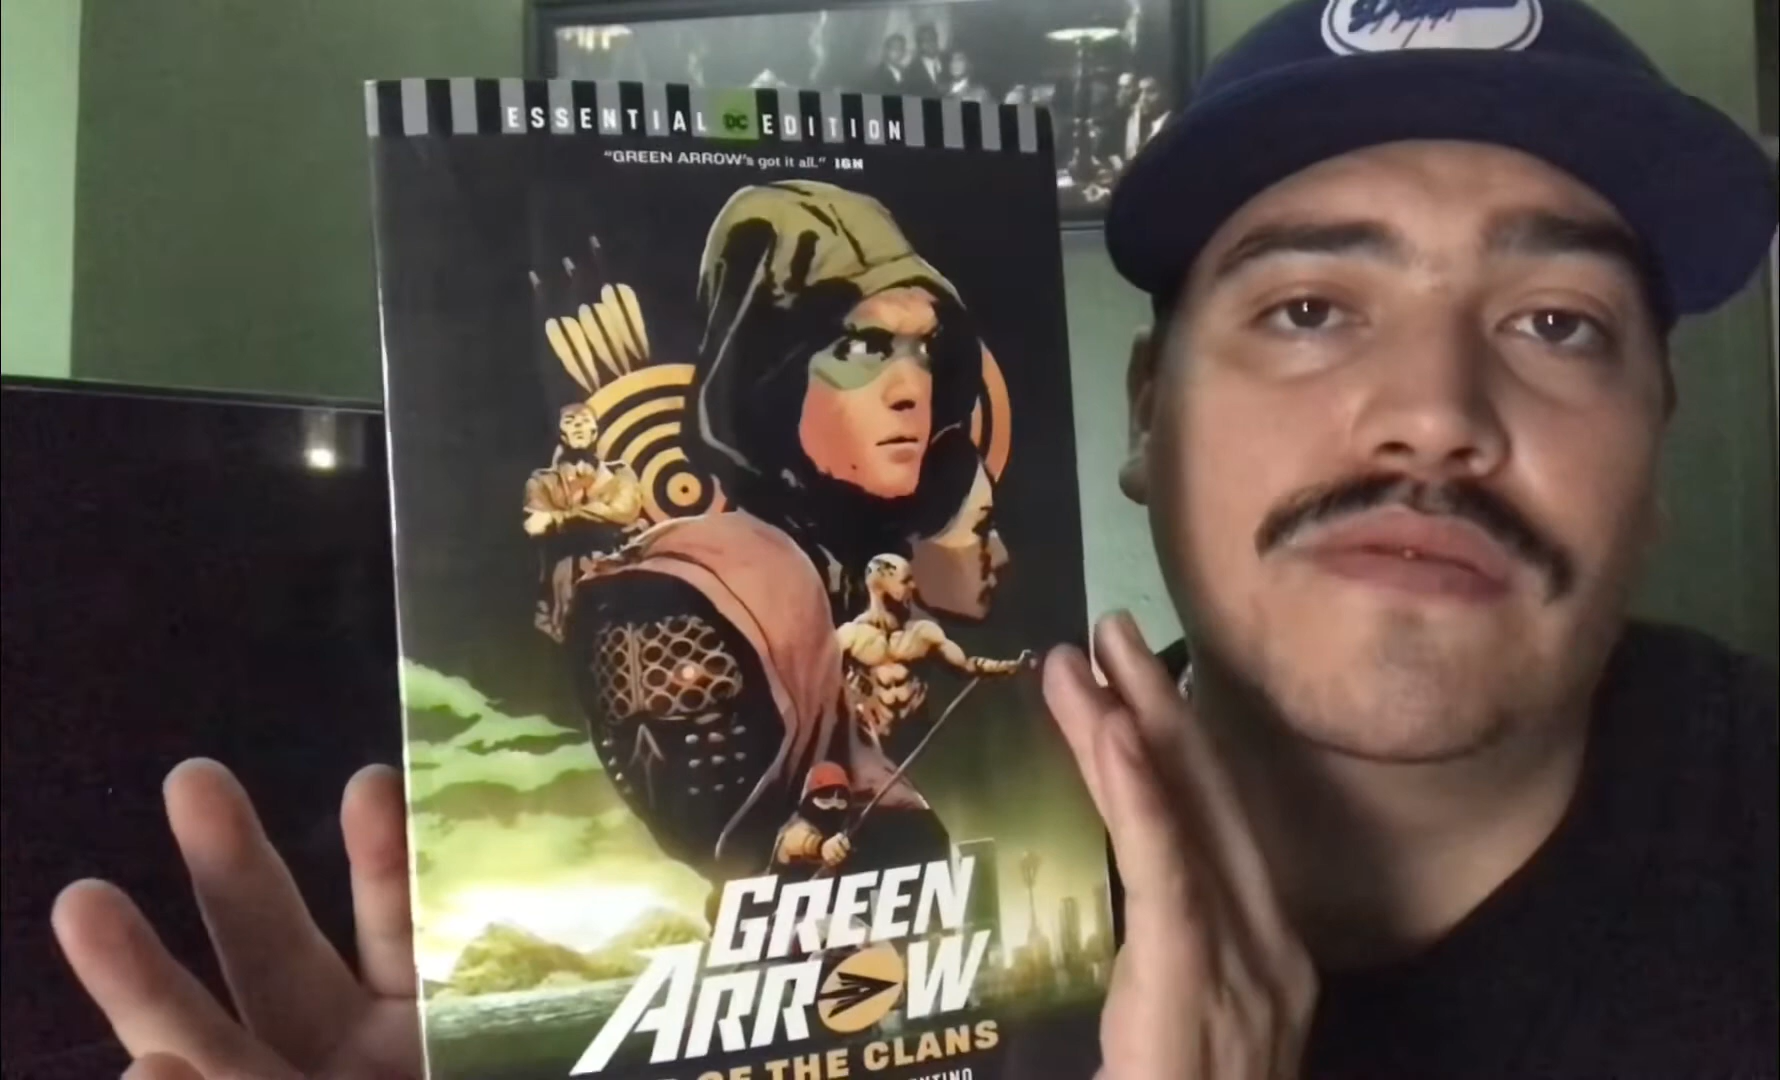 ESSENTIAL DC EDITION
“GREEN ARROW's got it all.” IGN
GREEN
ARROW
OF THE CLANS